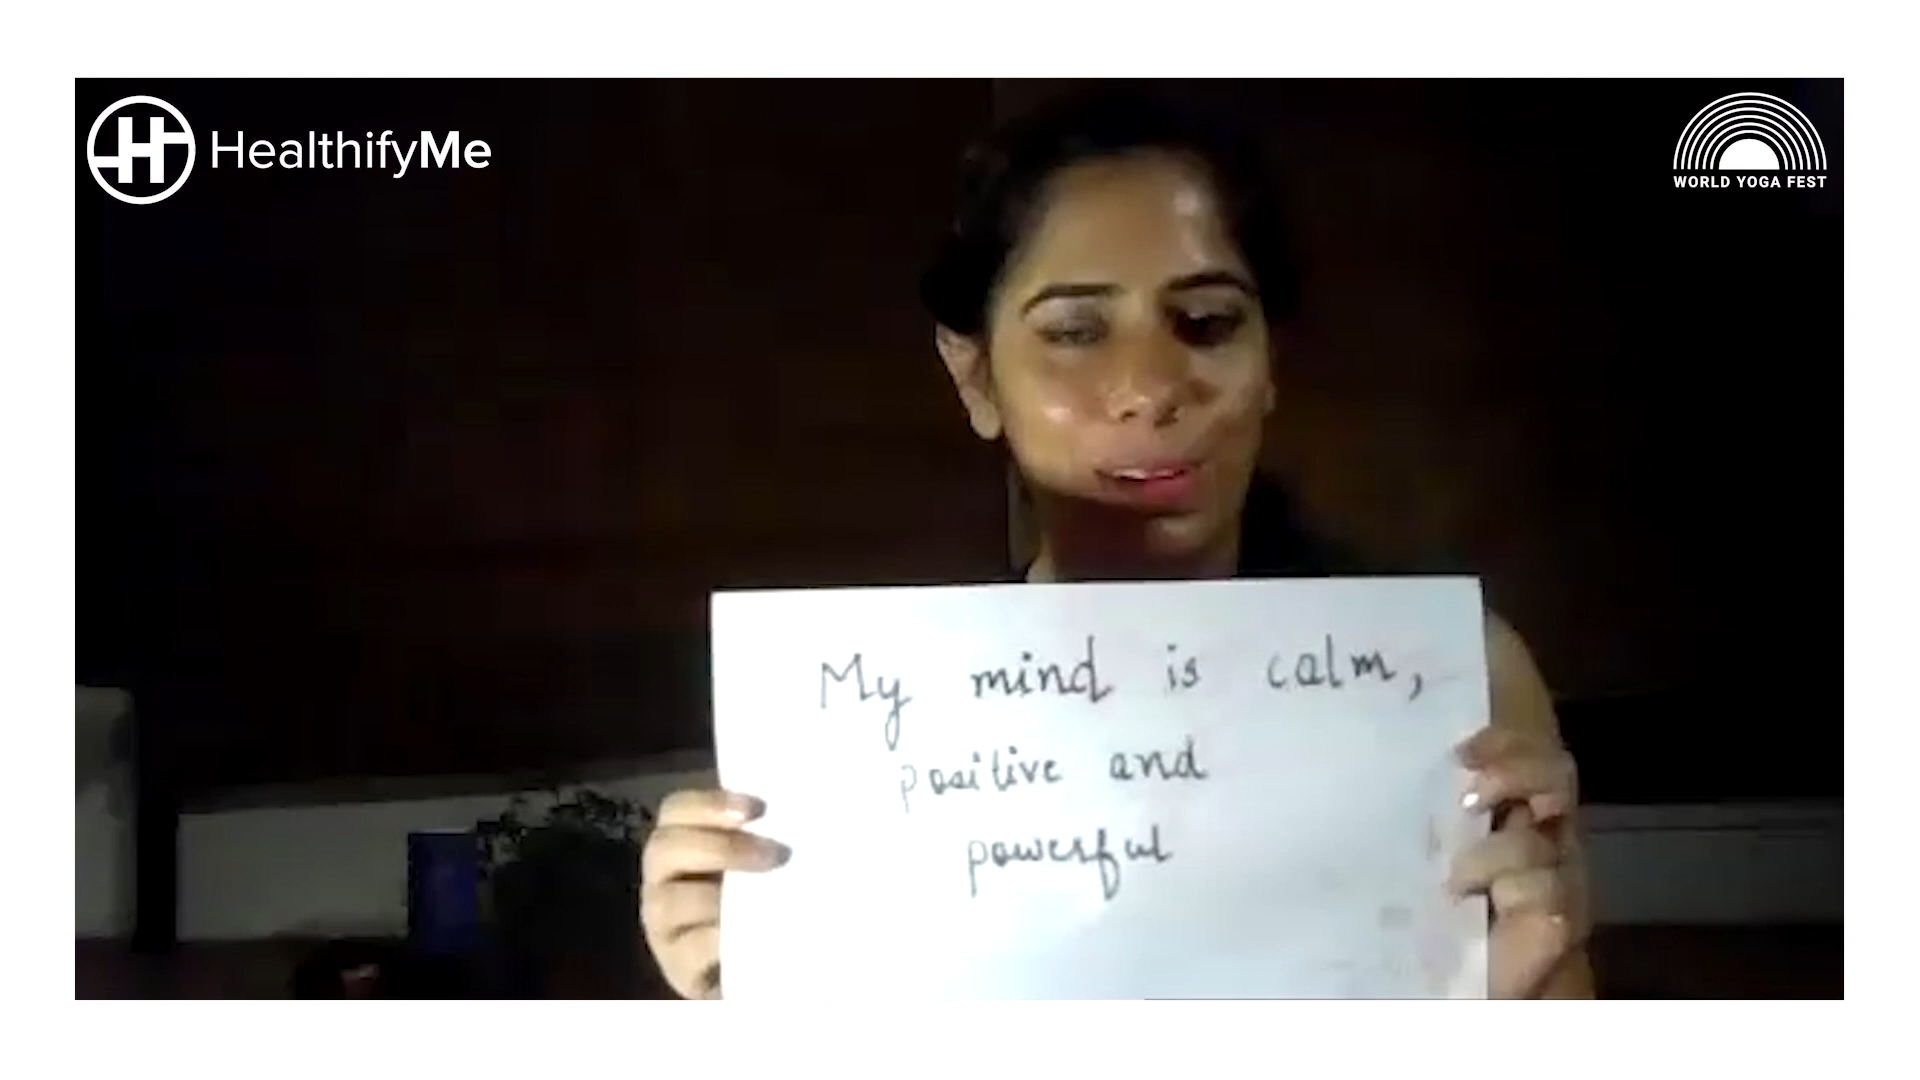 HealthifyMe
WORLD YOGA FEST
My mind is calm,
positive and
powerful